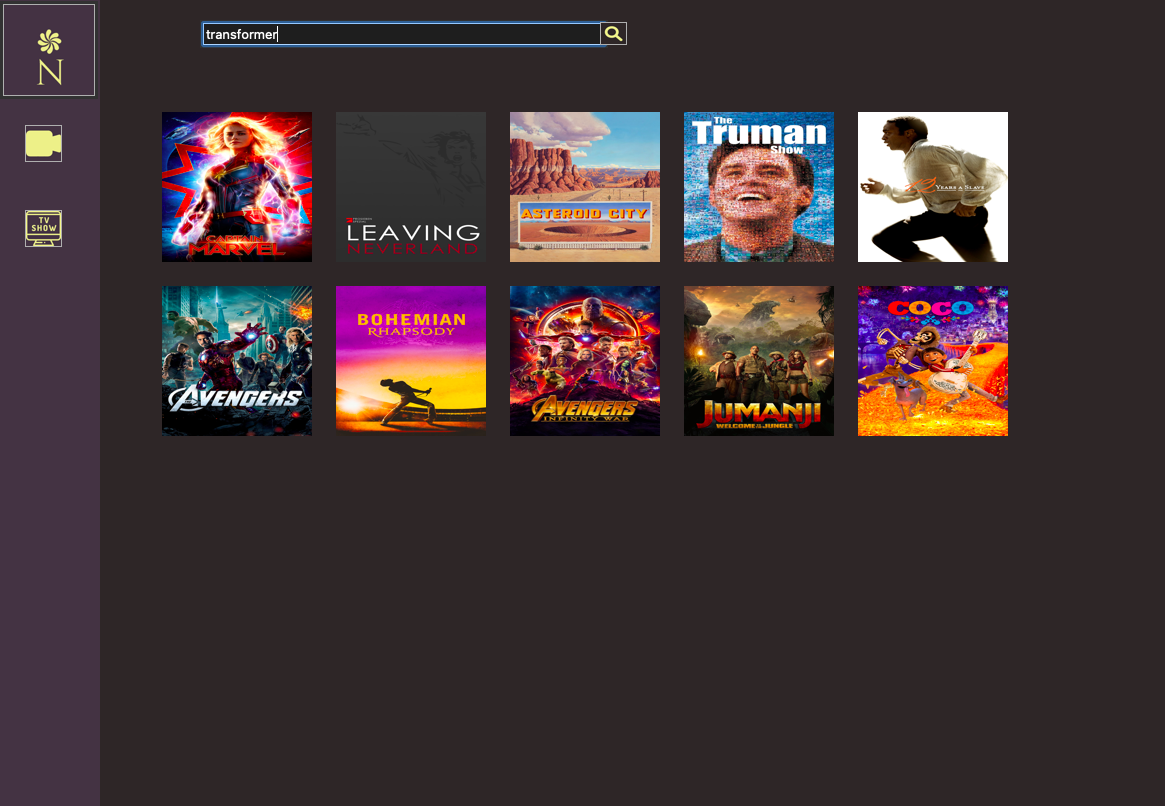 transformer
N
TV
SHOW
CAPTAIN
MARVEL
LEAVING
NEVERLAND
ASTEROID CITY
The
Truman
Show
YEARS A SLAVE
AVENGERS
BOHEMIAN
RHAPSODY
AVENGERS
INFINITY WAR
JUMANJI
WELCOME TO THE JUNGLE
COCO